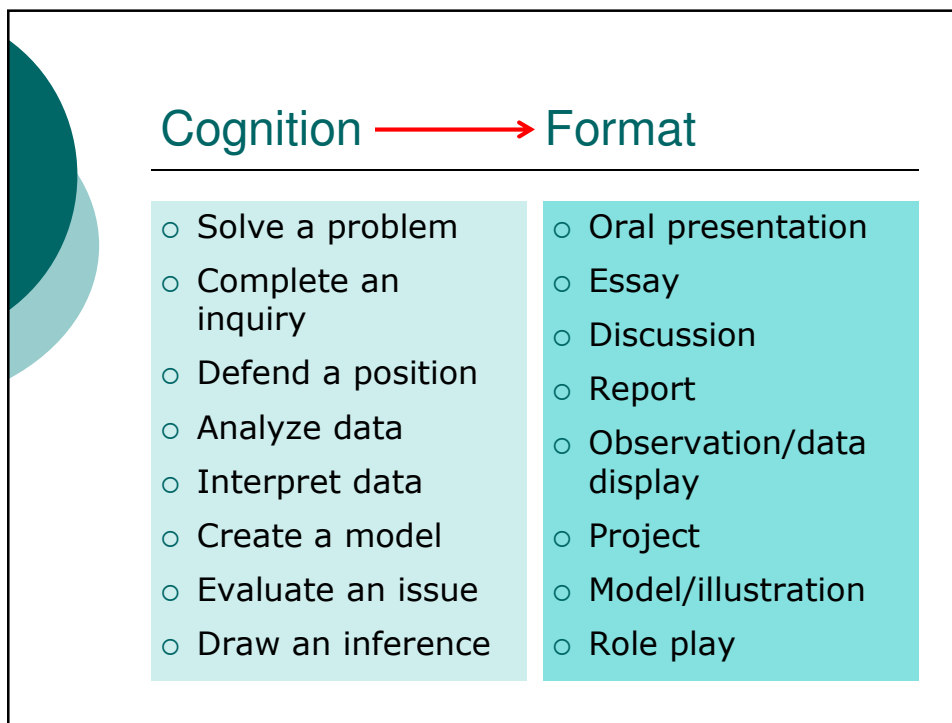 Cognition → Format
Solve a problem
Complete an
inquiry
Defend a position
Analyze data
Interpret data
Create a model
Evaluate an issue
Draw an inference
Oral presentation
Essay
Discussion
Report
Observation/data
display
Project
Model/illustration
Role play